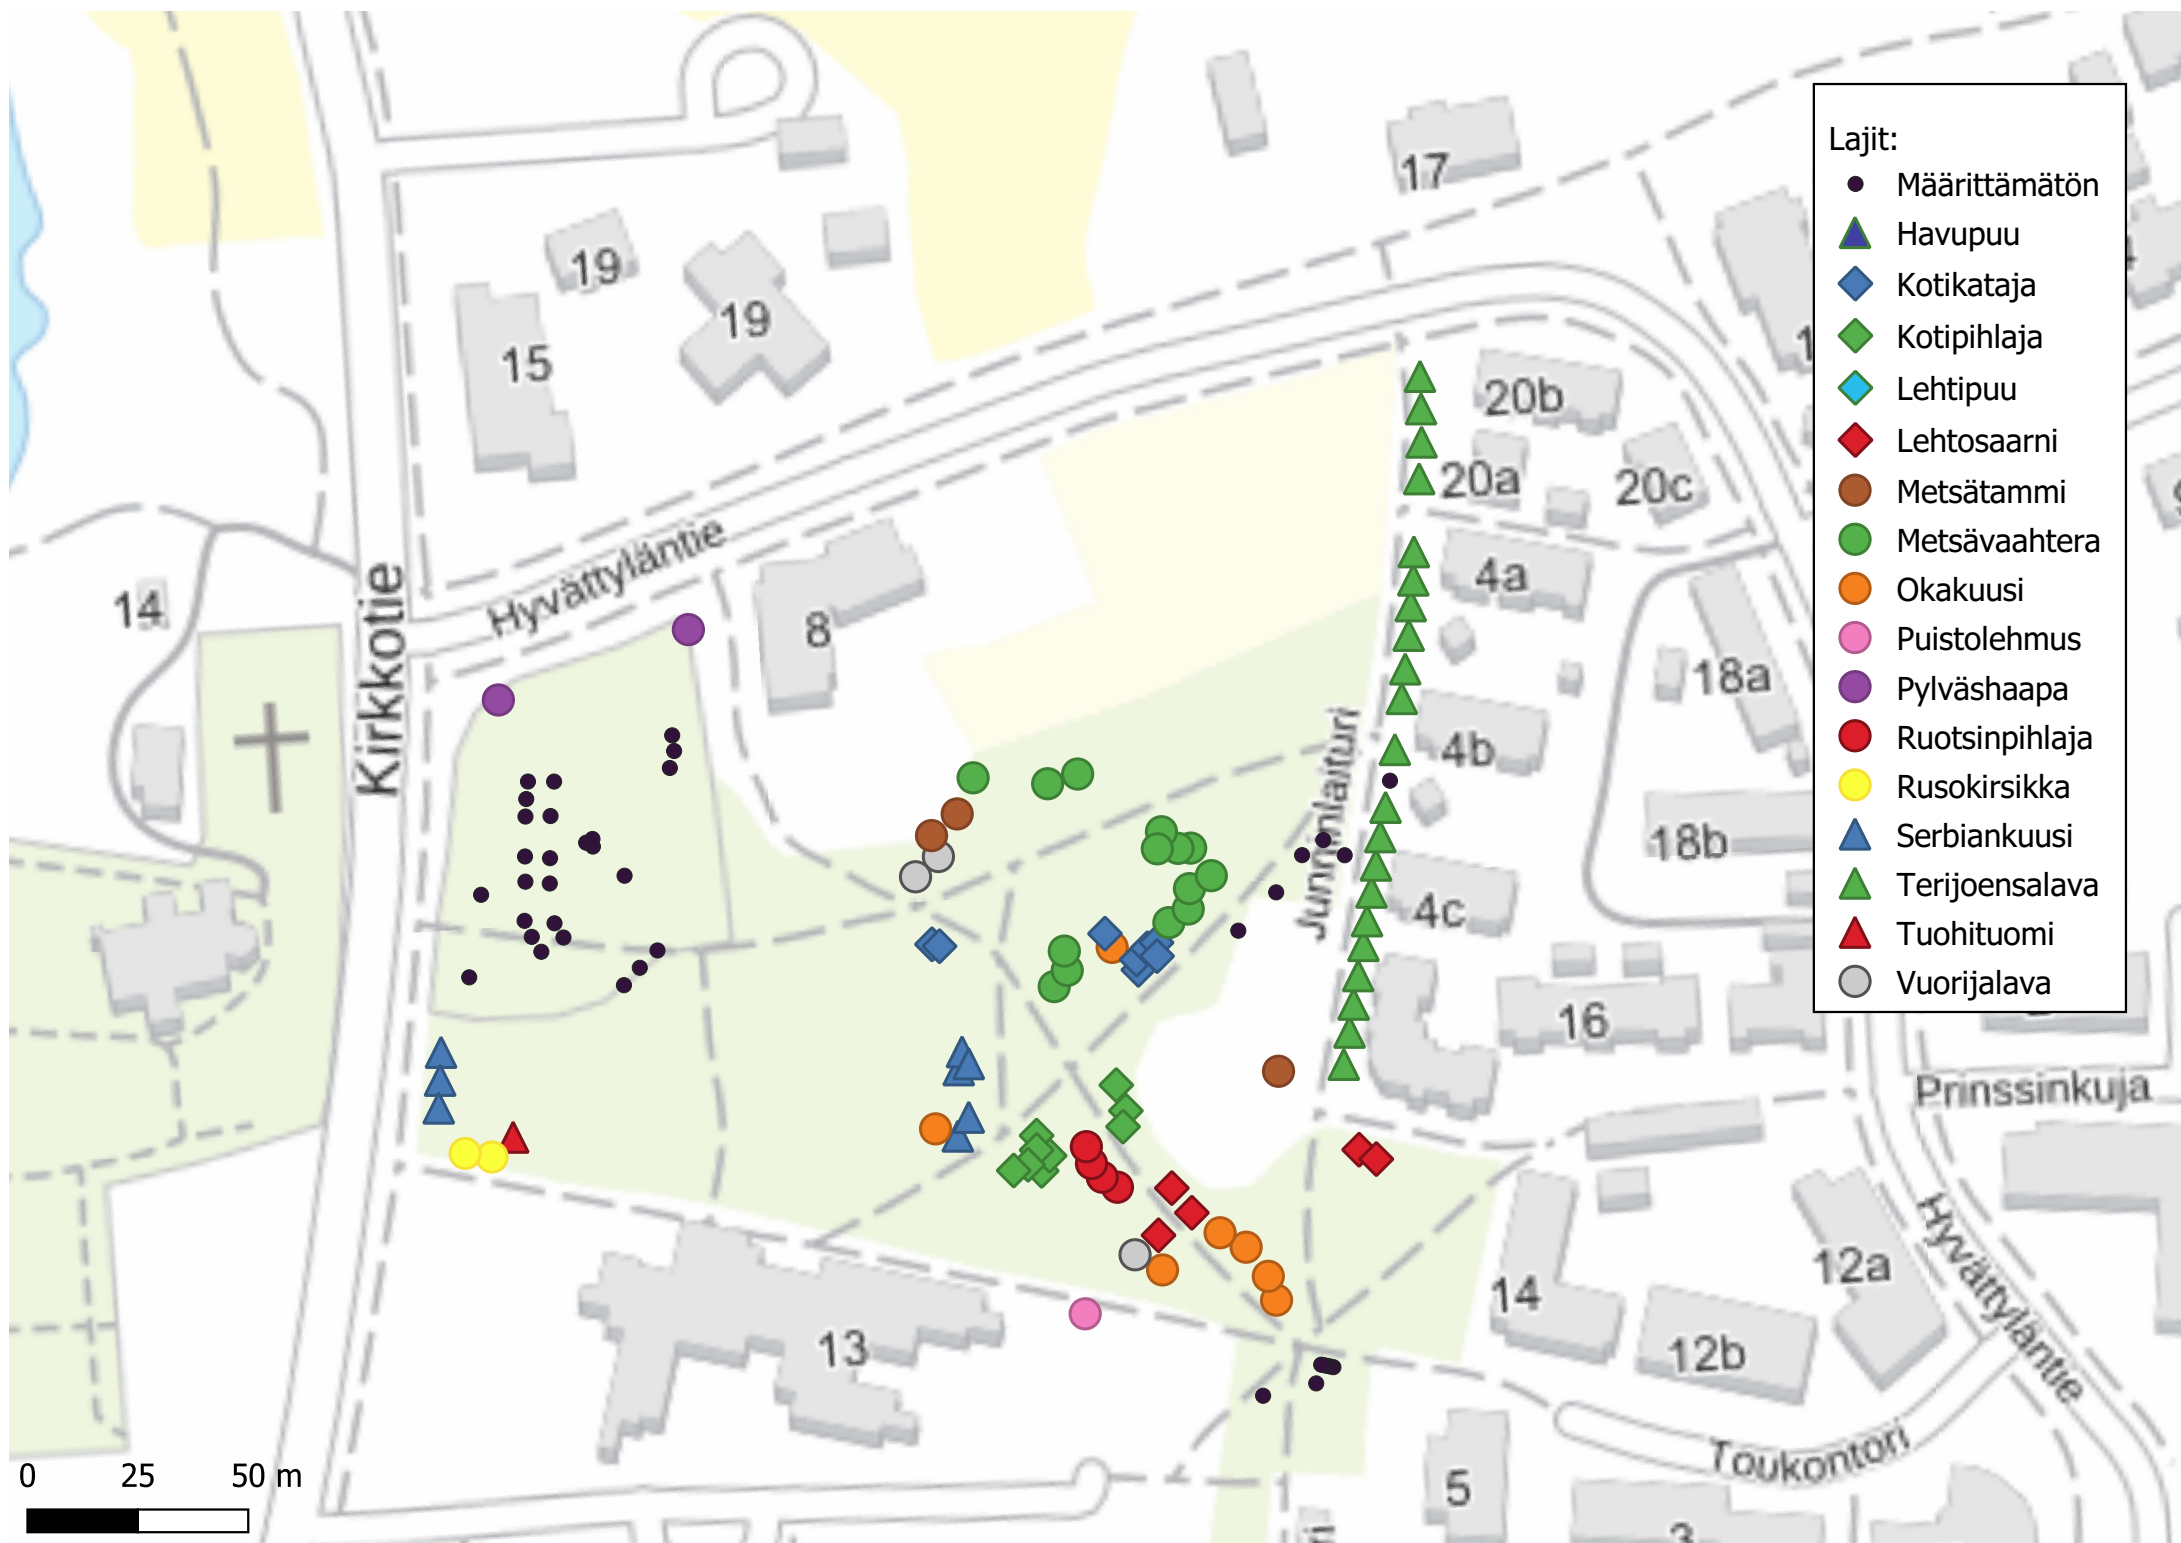 17
19
19
15
20b
20a
20c
Hyvättyläntie
4a
14
8
18a
Kirkkotie
4b
Junninlaituri
18b
4c
16
Prinssinkuja
Hyvättyläntie
12a
14
13
12b
Toukontori
5
3
0 25 50 m
Lajit:
Määrittämätön
Havupuu
Kotikataja
Kotipihlaja
Lehtipuu
Lehtosaarni
Metsätammi
Metsävaahtera
Okakuusi
Puistolehmus
Pylväshaapa
Ruotsinpihlaja
Rusokirsikka
Serbiankuusi
Terijoensalava
Tuohituomi
Vuorijalava